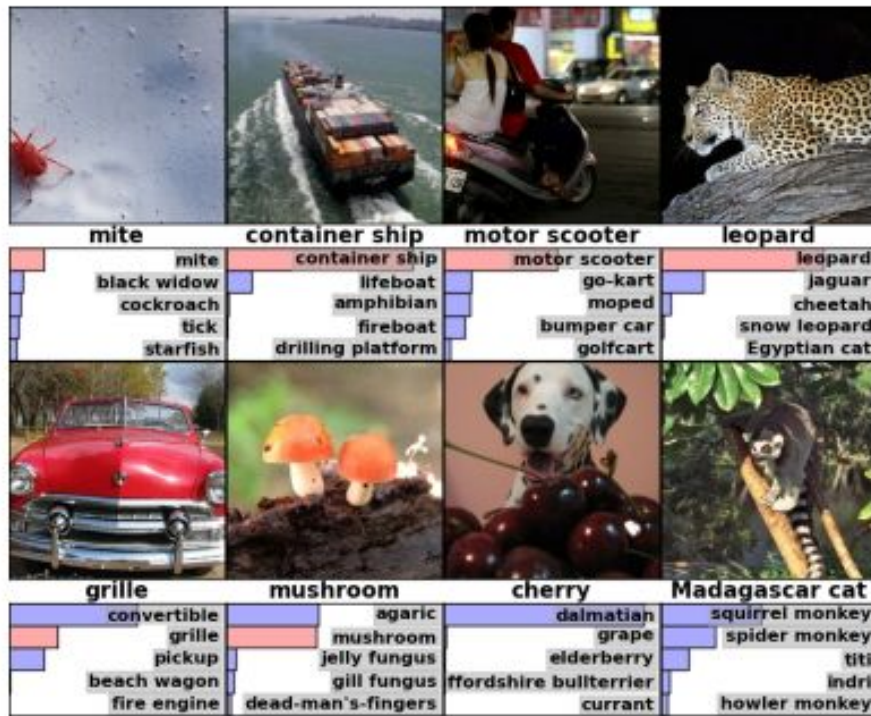 mite
container ship
motor scooter
leopard
mite
black widow
cockroach
tick
starfish
container ship
lifeboat
amphibian
fireboat
drilling platform
motor scooter
go-kart
moped
bumper car
golfcart
leopard
jaguar
cheetah
snow leopard
Egyptian cat
grille
mushroom
cherry
Madagascar cat
convertible
grille
pickup
beach wagon
fire engine
agaric
mushroom
jelly fungus
gill fungus
dead-man's-fingers
dalmatian
grape
elderberry
ffordshire bullterrier
currant
squirrel monkey
spider monkey
titi
indri
howler monkey